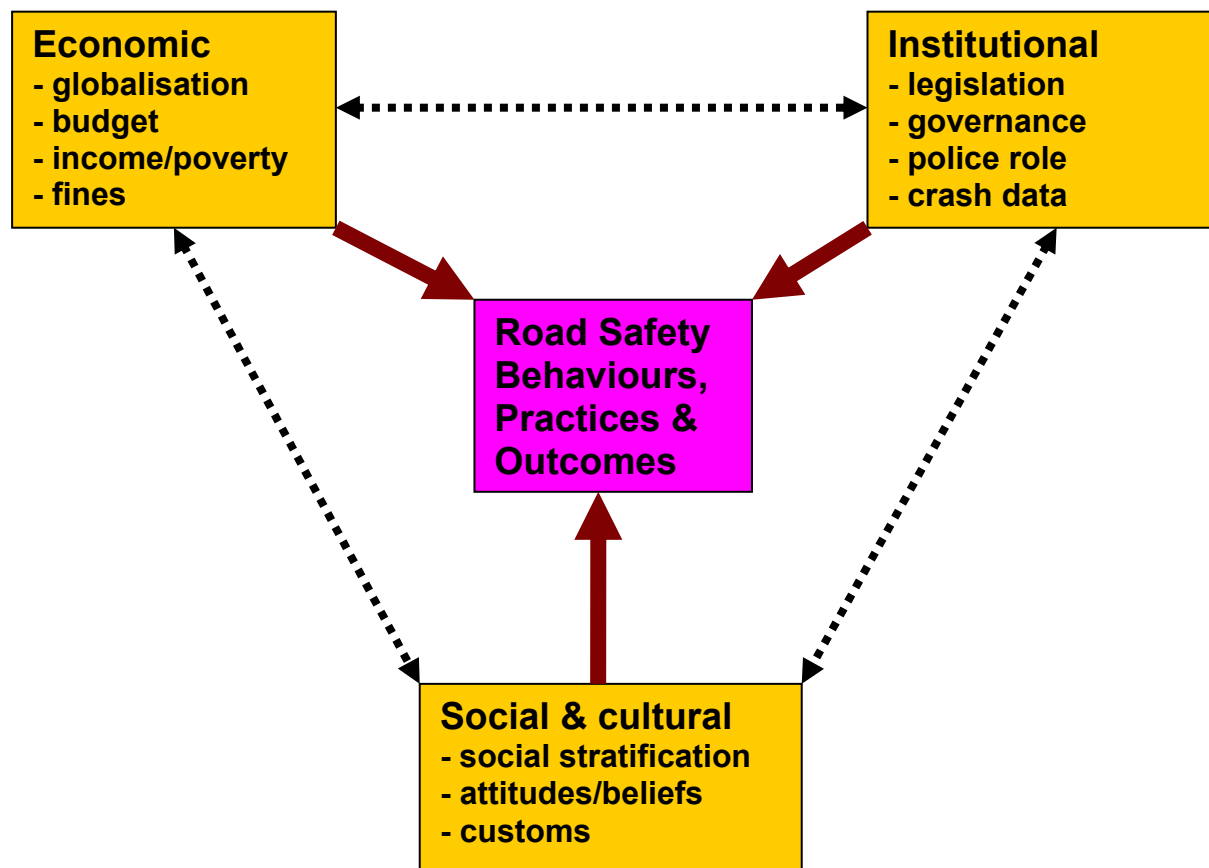 Economic
- globalisation
- budget
- income/poverty
- fines
Institutional
- legislation
- governance
- police role
- crash data
Road Safety
Behaviours,
Practices &
Outcomes
Social & cultural
- social stratification
- attitudes/beliefs
- customs